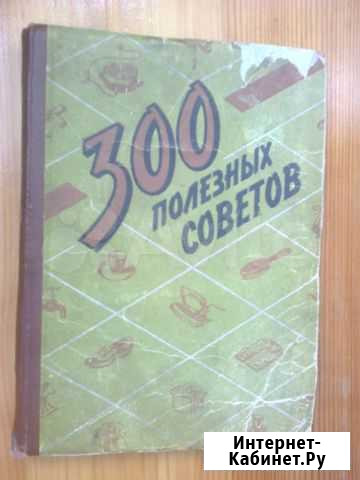 300
ПОЛЕЗНЫХ
СОВЕТОВ
Интернет-
Кабинет.Ру